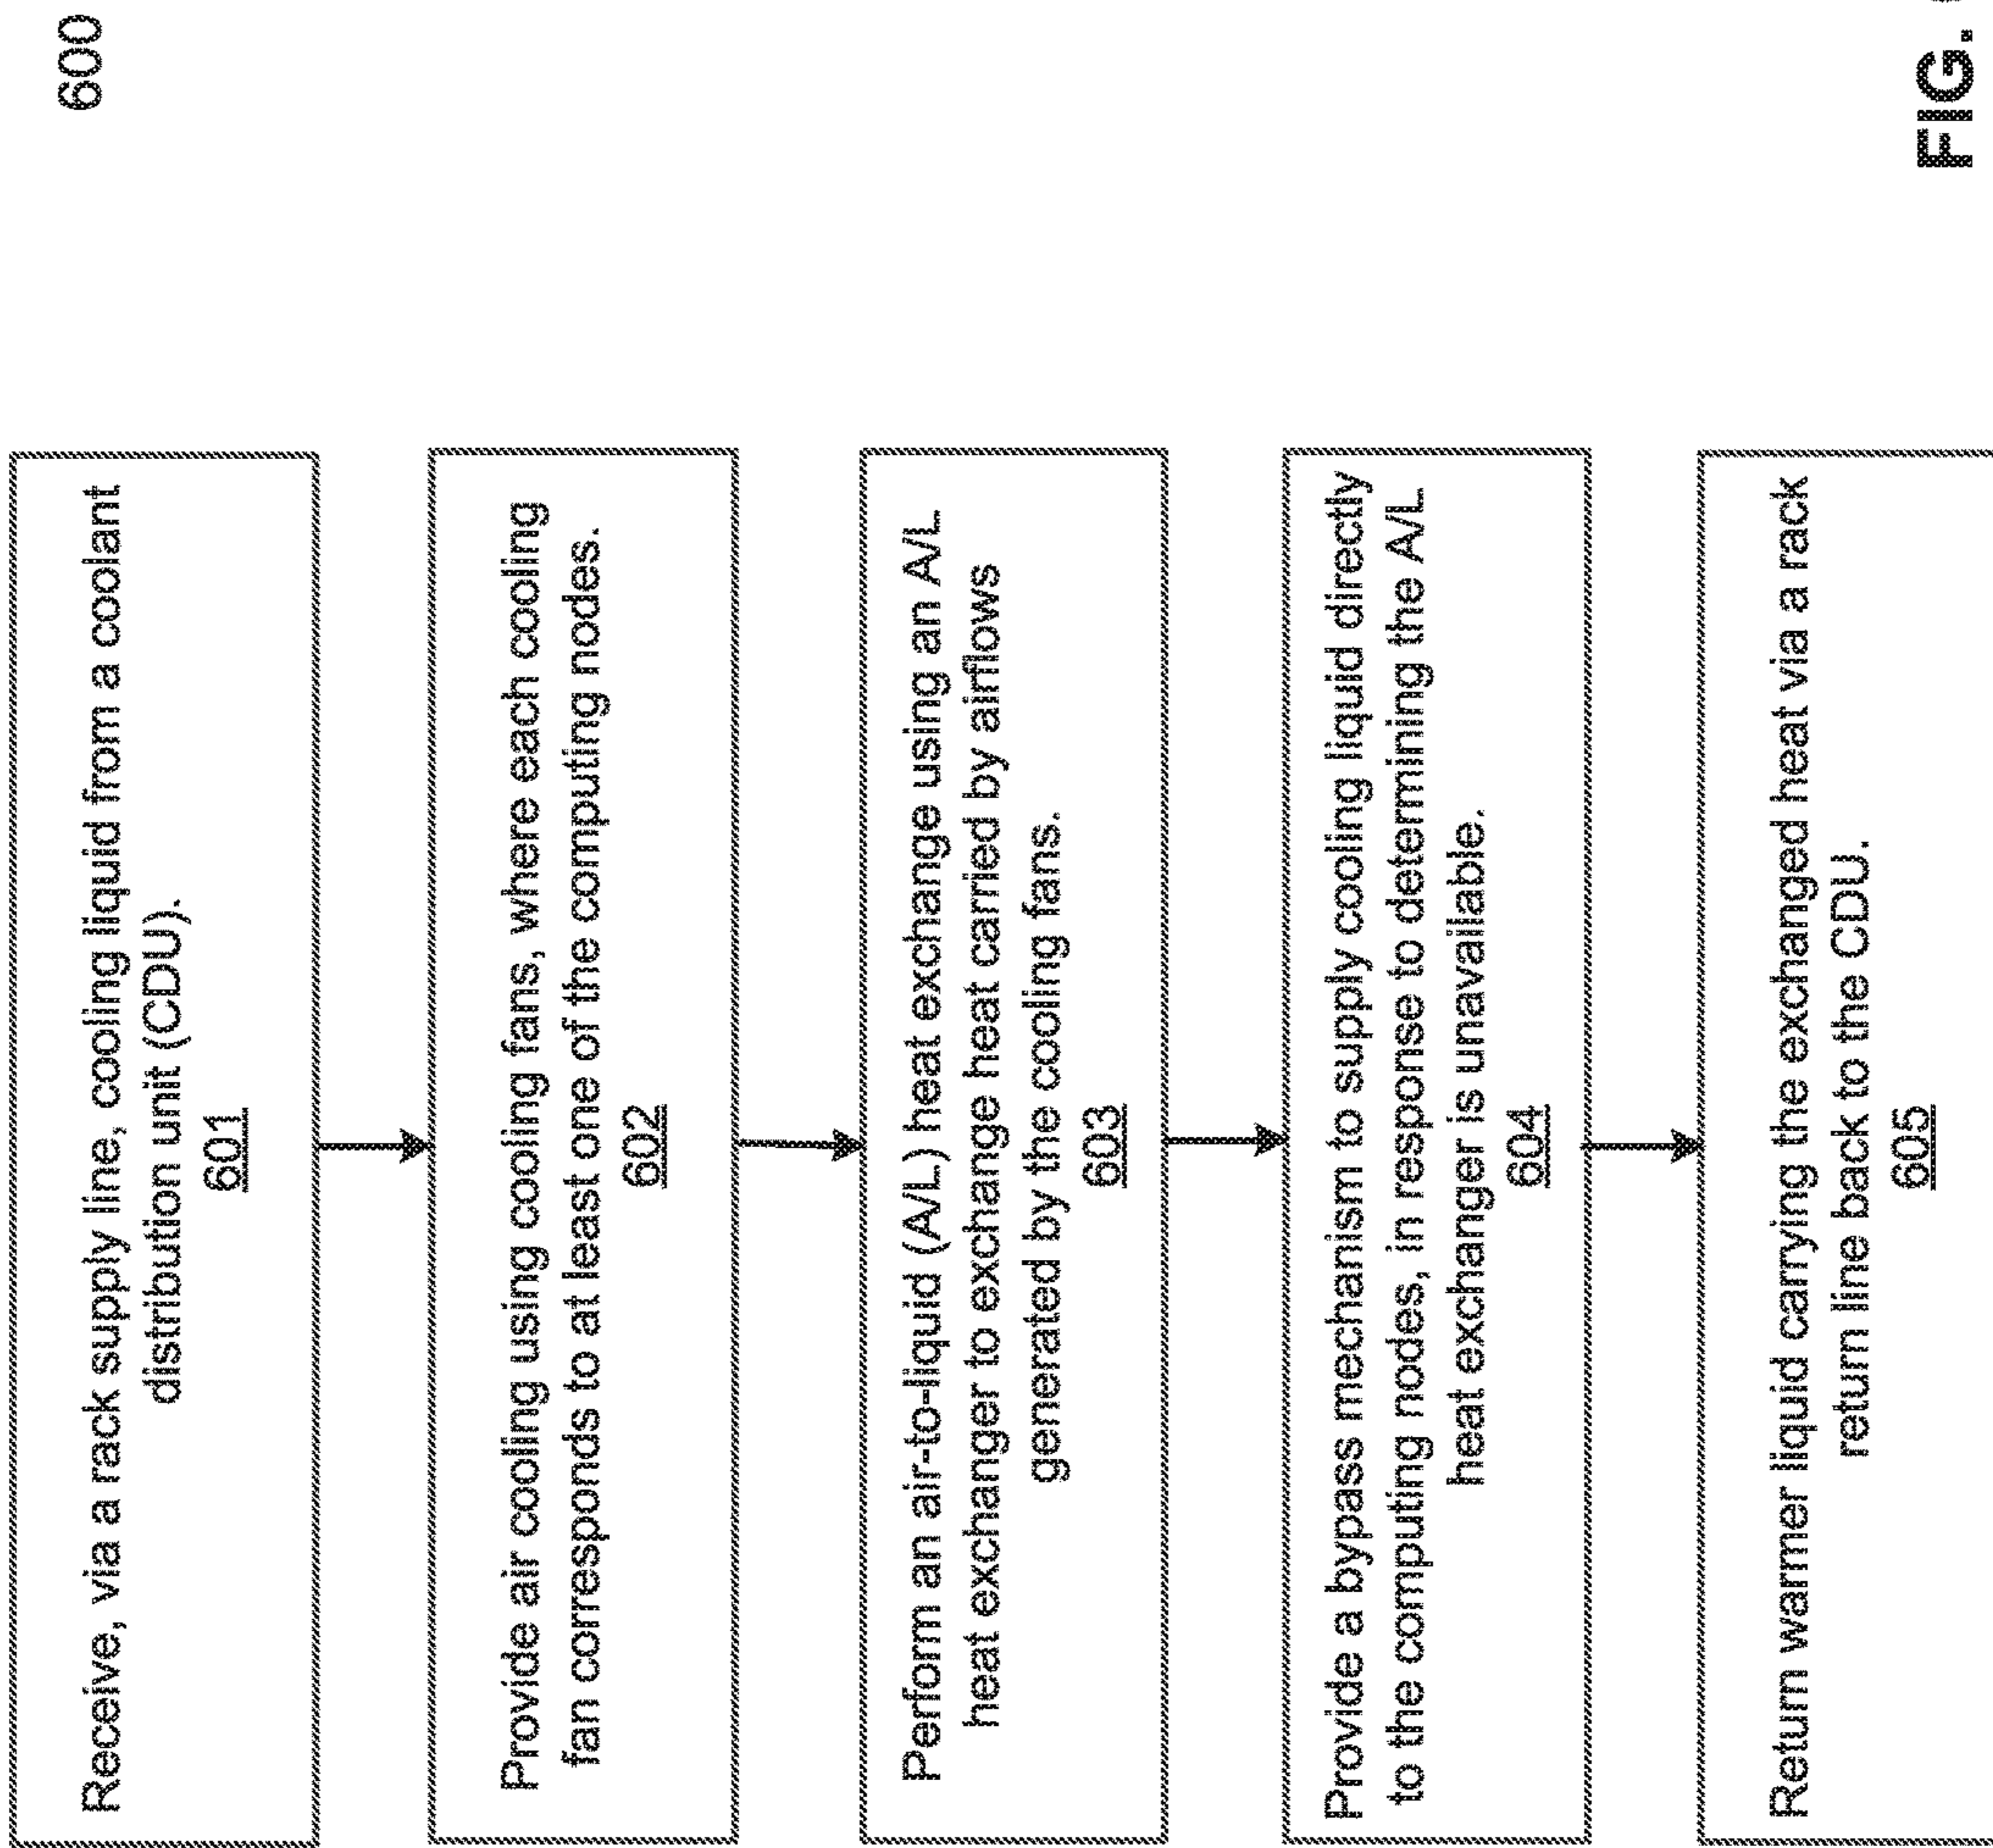 600
Receive, via a rack supply line, cooling liquid from a coolant
distribution unit (CDU).
601
Provide air cooling using cooling fans, where each cooling
fan corresponds to at least one of the computing nodes.
602
Perform an air-to-liquid (A/L) heat exchange using an A/L
heat exchanger to exchange heat carried by airflows
generated by the cooling fans.
603
Provide a bypass mechanism to supply cooling liquid directly
to the computing nodes, in response to determining the A/L
heat exchanger is unavailable.
604
Return warmer liquid carrying the exchanged heat via a rack
return line back to the CDU.
605
FIG.